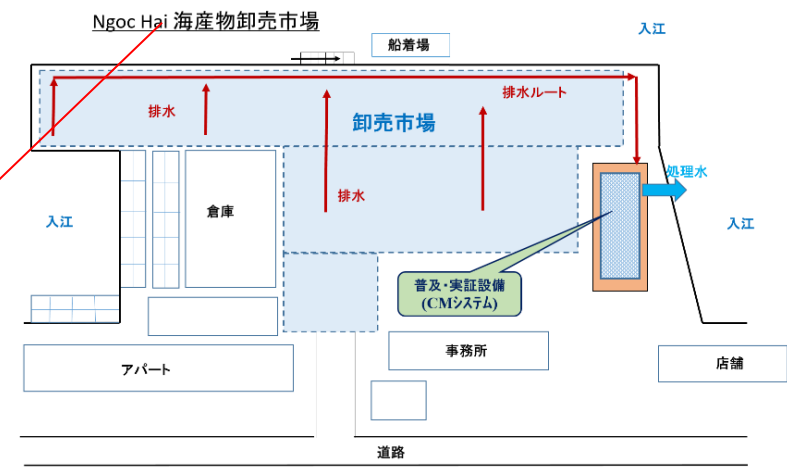 Ngoc Hai 海産物卸売市場
船着場
入江
排水
排水ルート
卸売市場
処理水
入江
倉庫
排水
入江
普及・実証設備
(CMシステム)
事務所
店舗
アパート
道路